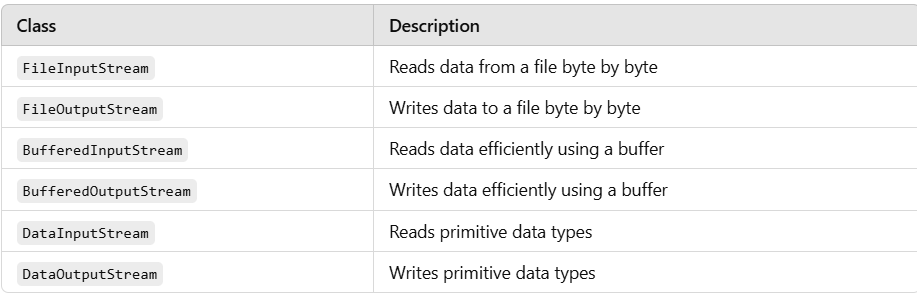 Class Description
FileInputStream Reads data from a file byte by byte
FileOutputStream Writes data to a file byte by byte
BufferedInputStream Reads data efficiently using a buffer
BufferedOutputStream Writes data efficiently using a buffer
DataInputStream Reads primitive data types
DataOutputStream Writes primitive data types